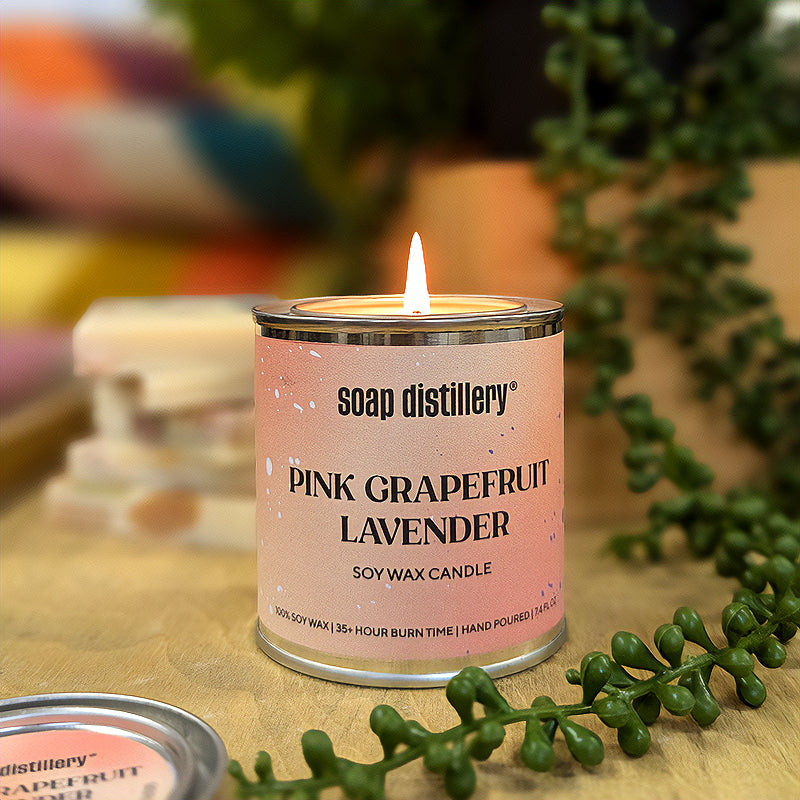 soap distillery®
PINK GRAPEFRUIT
LAVENDER
SOY WAX CANDLE
100% SOY WAX | 35+ HOUR BURN TIME | HAND POURED | 7.4 FL OZ
distillery
RAPEFRUIT
NDER